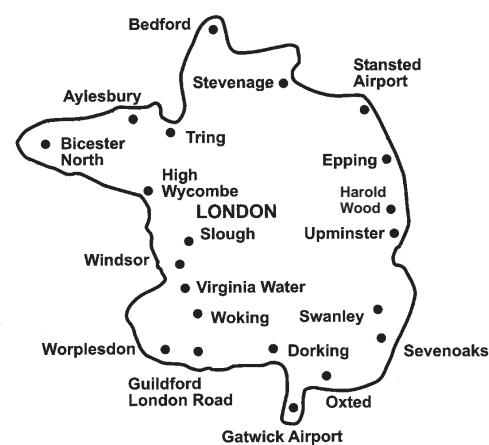 Bedford
Stansted
Airport
Stevenage
Aylesbury
Tring
Bicester
North
Epping
High
Wycombe
Harold
Wood
LONDON
Slough
Upminster
Windsor
Virginia Water
Woking
Swanley
Worplesdon
Dorking
Sevenoaks
Guildford
London Road
Oxted
Gatwick Airport